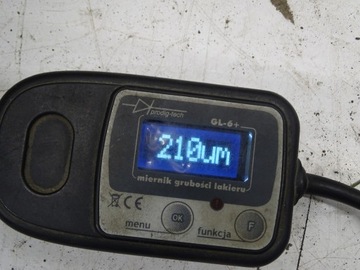 prodig-tech
GL-6+
210um
miernik grubości lakieru
CE
menu
OK
funkcja
F